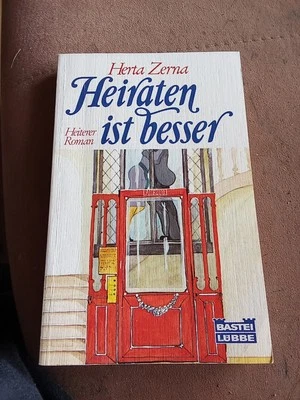 Herta Zerna
Heiraten
Heiterer
Roman
ist besser
BASTEI
LÜBBE